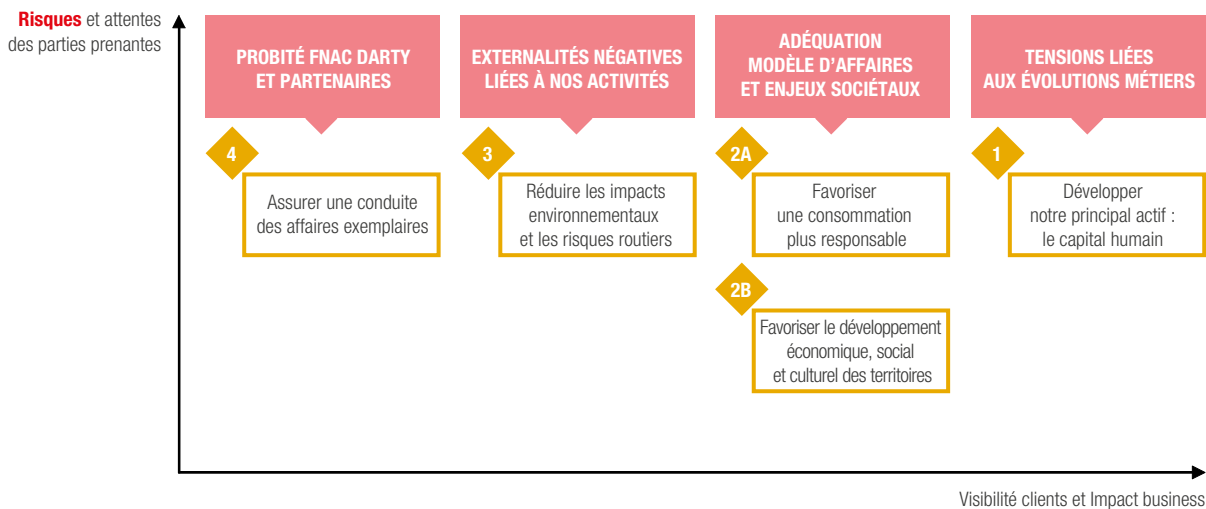 Risques et attentes
des parties prenantes
PROBITÉ FNAC DARTY
ET PARTENAIRES
4
Assurer une conduite
des affaires exemplaires
EXTERNALITÉS NÉGATIVES
LIÉES À NOS ACTIVITÉS
3
Réduire les impacts
environnementaux
et les risques routiers
ADÉQUATION
MODÈLE D’AFFAIRES
ET ENJEUX SOCIÉTAUX
2A
Favoriser
une consommation
plus responsable
2B
Favoriser le développement
économique, social
et culturel des territoires
TENSIONS LIÉES
AUX ÉVOLUTIONS MÉTIERS
1
Développer
notre principal actif :
le capital humain
Visibilité clients et Impact business